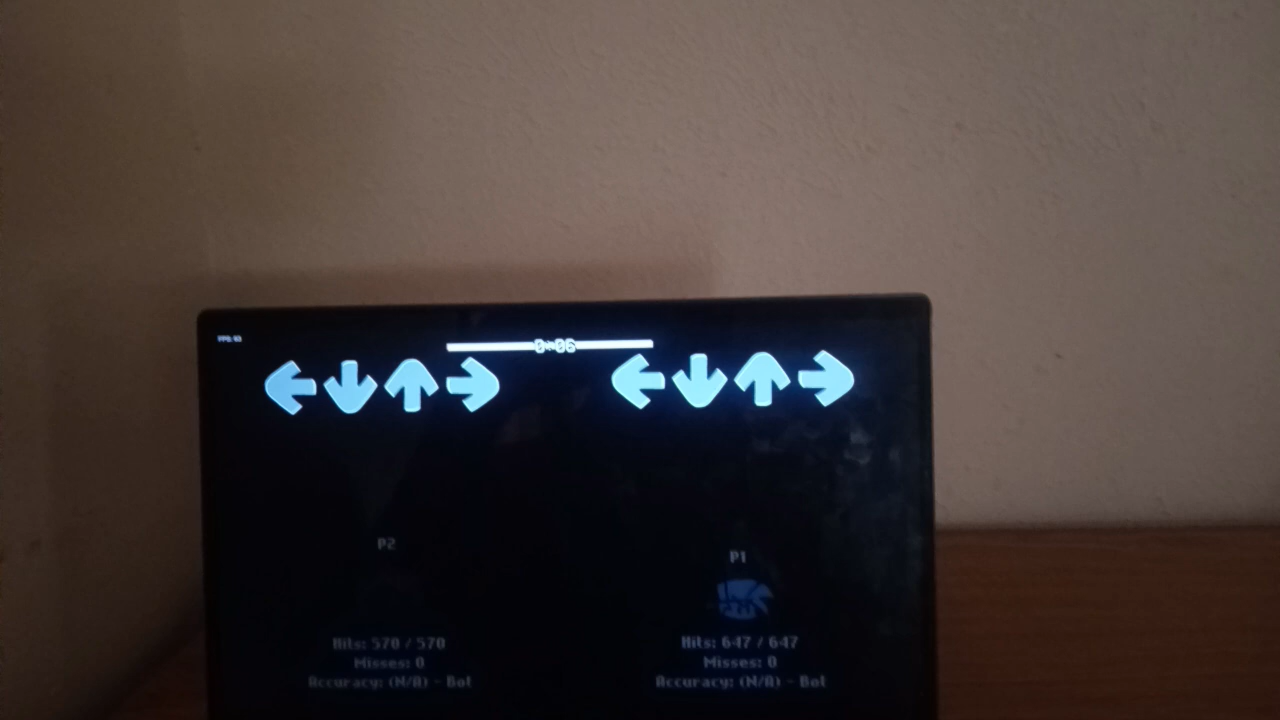 0:06
P2
P1
Hits: 570 / 570
Hits: 647 / 647
Misses: 0
Misses: 0
Accuracy: (N/A) - Bot
Accuracy: (N/A) - Bot